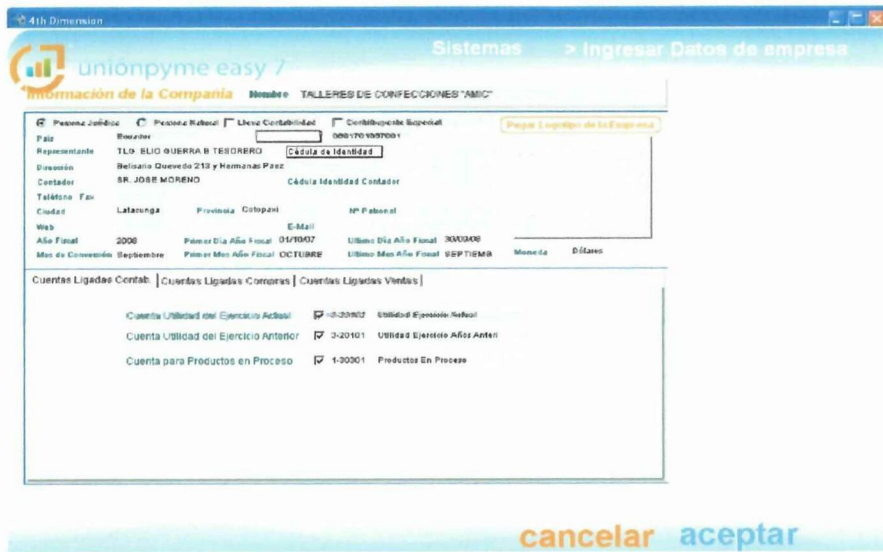 4th Dimension
Sistemas > Ingresar Datos de empresa
uniónpyme easy 7
Información de la Compañía Nombre TALLERES DE CONFECCIONES "AMIC"
Persona Jurídica Persona Natural Lleva Contabilidad Contribuyente Especial
Pegar Logotipo de la Empresa
País Ecuador
Representante TLG. ELIO GUERRA B TESORERO Cédula de Identidad
Dirección Belisario Quevedo 213 y Hermanas Paez
Contador SR. JOSE MORENO Cédula Identidad Contador
Teléfono Fax
Ciudad Latacunga Provincia Cotopaxi Nº Patronal
Web E-Mail
Año Fiscal 2008 Primer Día Año Fiscal 01/10/07 Ultimo Día Año Fiscal 30/09/08
Mes de Conversión Septiembre Primer Mes Año Fiscal OCTUBRE Ultimo Mes Año Fiscal SEPTIEMB Moneda Dólares
Cuentas Ligadas Contab. Cuentas Ligadas Compras Cuentas Ligadas Ventas
Cuenta Utilidad del Ejercicio Actual Utilidad Ejercicio Actual
Cuenta Utilidad del Ejercicio Anterior 3-20101 Utilidad Ejercicio Años Anteri
Cuenta para Productos en Proceso 1-30301 Productos En Proceso
cancelar aceptar